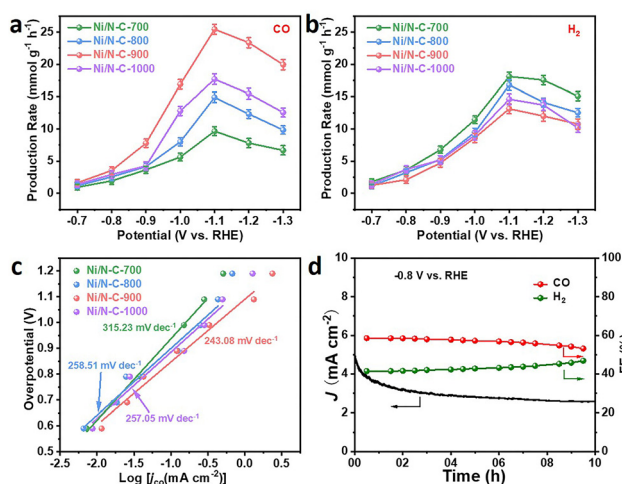 a
Ni/N-C-700
Ni/N-C-800
Ni/N-C-900
Ni/N-C-1000
CO
Production Rate (mmol g-1 h-1)
25
20
15
10
5
0
-0.7 -0.8 -0.9 -1.0 -1.1 -1.2 -1.3
Potential (V vs. RHE)
b
Ni/N-C-700
Ni/N-C-800
Ni/N-C-900
Ni/N-C-1000
H2
Production Rate (mmol g-1 h-1)
25
20
15
10
5
0
-0.7 -0.8 -0.9 -1.0 -1.1 -1.2 -1.3
Potential (V vs. RHE)
c
Ni/N-C-700
Ni/N-C-800
Ni/N-C-900
Ni/N-C-1000
315.23 mV dec-1
243.08 mV dec-1
258.51 mV dec-1
257.05 mV dec-1
Overpotential (V)
1.2
1.1
1.0
0.9
0.8
0.7
0.6
0.5
-2.5 -2.0 -1.5 -1.0 -0.5 0.0 0.5
Log [jco(mA cm-2)]
d
-0.8 V vs. RHE
CO
H2
J (mA cm-2)
10
8
6
4
2
0
100
80
60
40
20
0
00 02 04 06 08 10
Time (h)